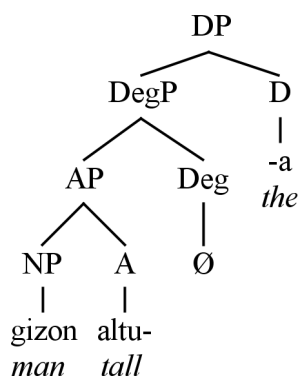 DP
DegP D
-a
the
AP Deg
NP A Ø
gizon altu-
man tall